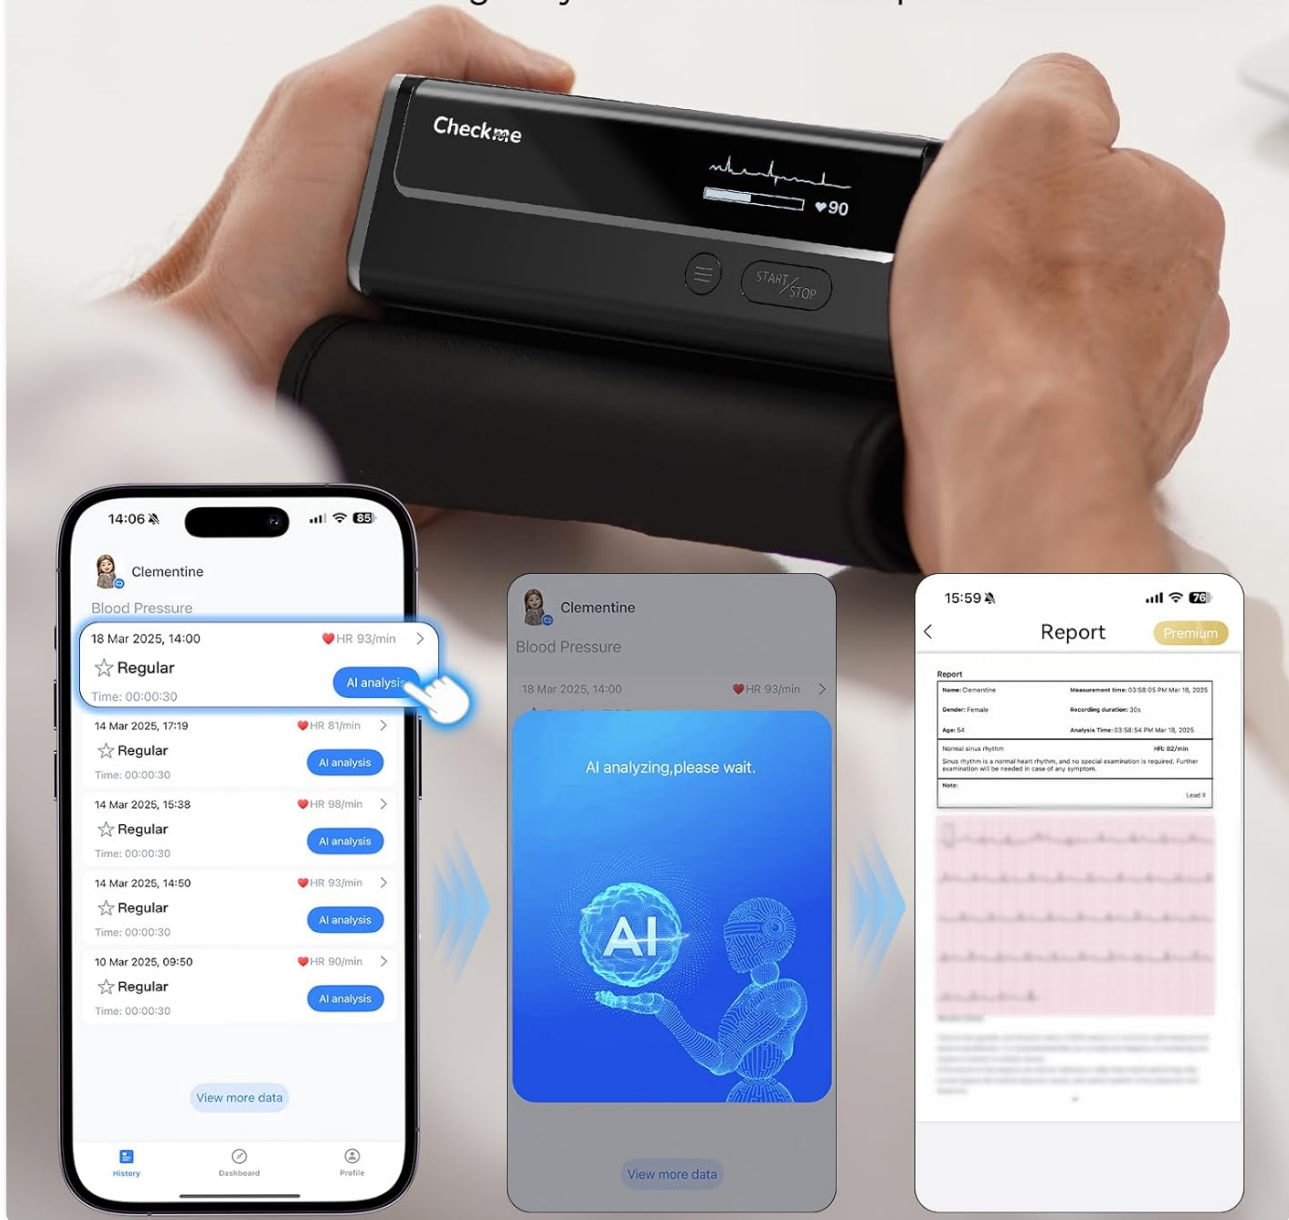 Checkme
♥90
START/STOP
14:06
85
Clementine
Blood Pressure
18 Mar 2025, 14:00 HR 93/min
Regular
AI analysis
Time: 00:00:30
14 Mar 2025, 17:19 HR 81/min
Regular
AI analysis
Time: 00:00:30
14 Mar 2025, 15:38 HR 98/min
Regular
AI analysis
Time: 00:00:30
14 Mar 2025, 14:50 HR 93/min
Regular
AI analysis
Time: 00:00:30
10 Mar 2025, 09:50 HR 90/min
Regular
AI analysis
Time: 00:00:30
View more data
History Dashboard Profile
Clementine
Blood Pressure
18 Mar 2025, 14:00 HR 93/min
AI analyzing,please wait.
AI
View more data
15:59
76
Report
Premium
Report
Name: Clementine Measurement time: 03:58:05 PM Mar 18, 2025
Gender: Female Recording duration: 30s
Age: 54 Analysis Time: 03:58:54 PM Mar 18, 2025
Normal sinus rhythm HR: 82/min
Sinus rhythm is a normal heart rhythm, and no special examination is required. Further
examination will be needed in case of any symptom.
Note:
Lead II